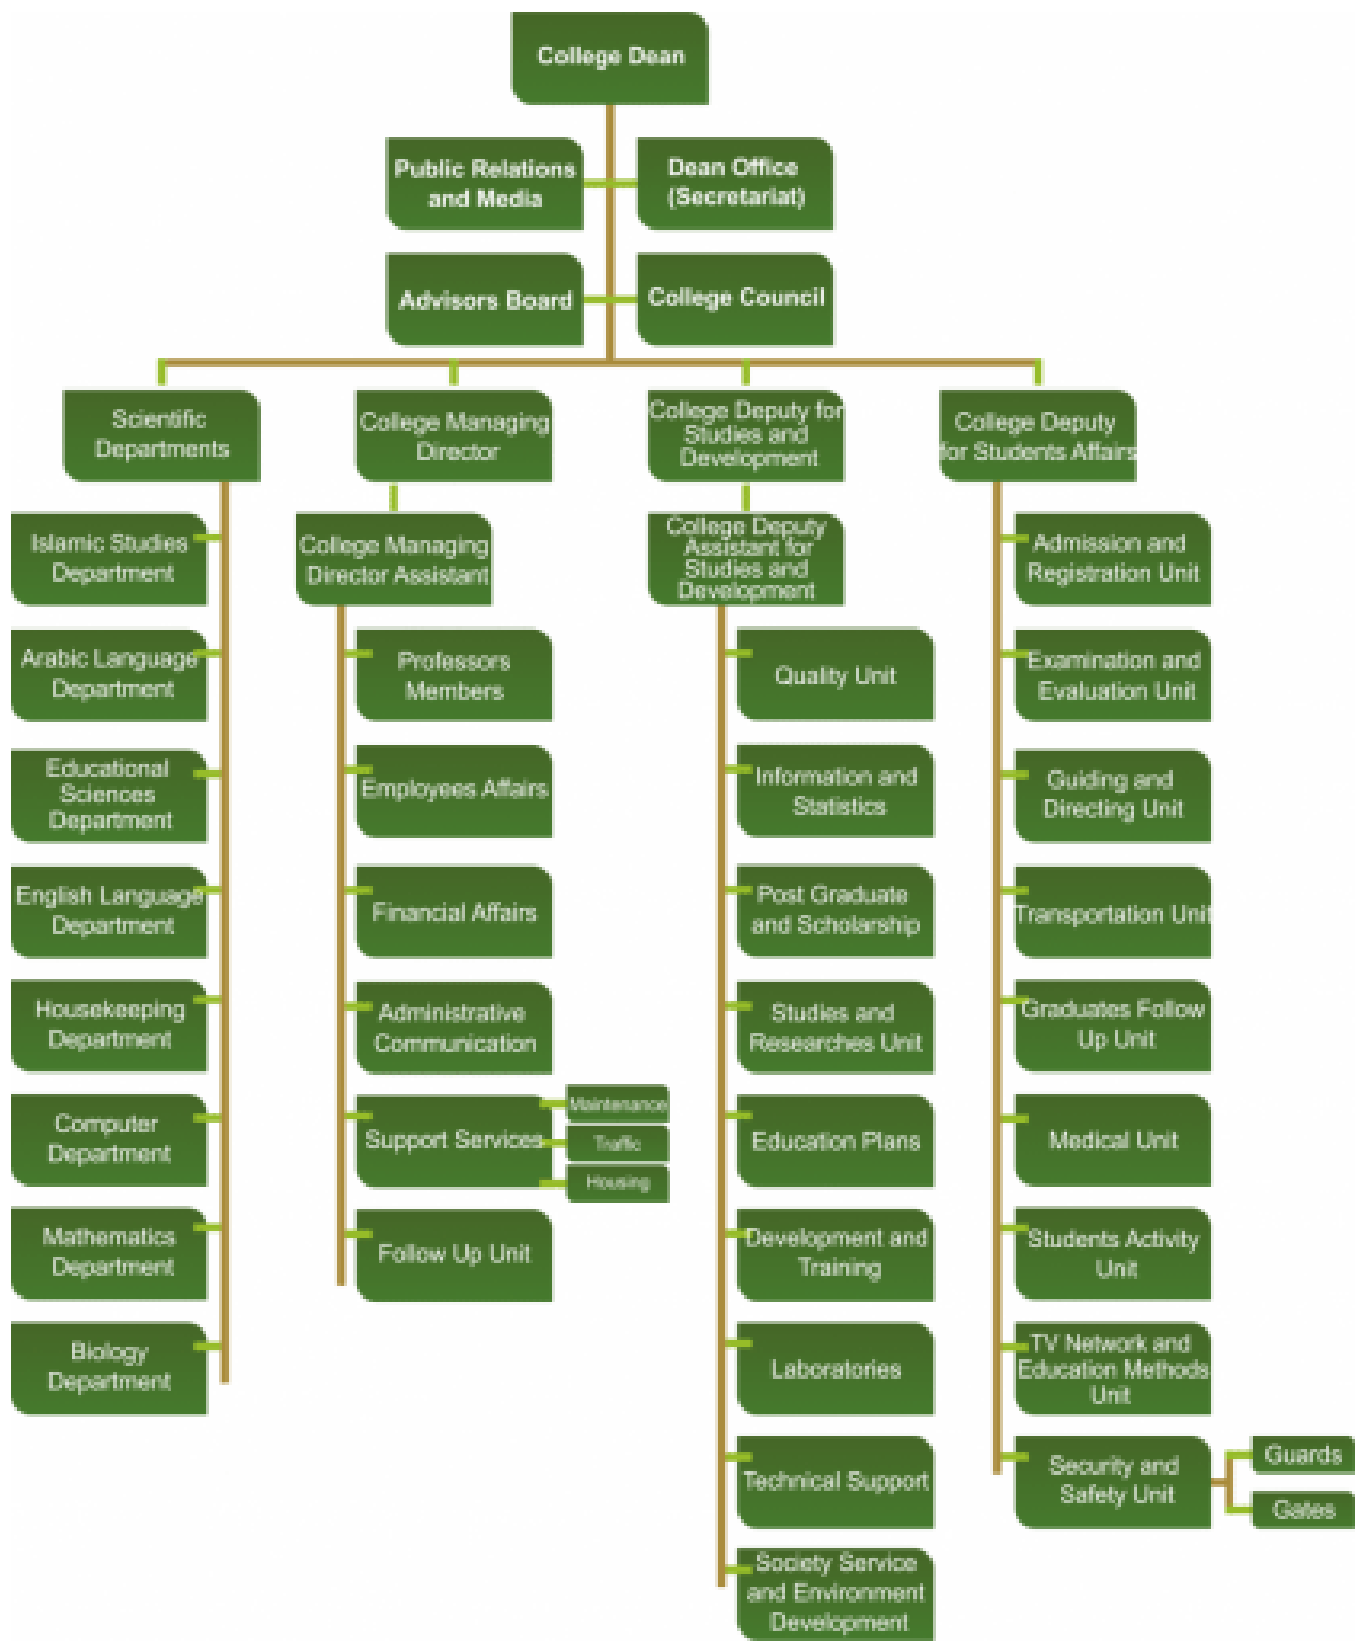 College Dean
Public Relations
and Media
Dean Office
(Secretariat)
Advisors Board
College Council
Scientific
Departments
College Managing
Director
College Deputy for
Studies and
Development
College Deputy
for Students Affairs
Islamic Studies
Department
Arabic Language
Department
Educational
Sciences
Department
English Language
Department
Housekeeping
Department
Computer
Department
Mathematics
Department
Biology
Department
College Managing
Director Assistant
Professors
Members
Employees Affairs
Financial Affairs
Administrative
Communication
Support Services
Maintenance
Traffic
Housing
Follow Up Unit
College Deputy
Assistant for
Studies and
Development
Quality Unit
Information and
Statistics
Post Graduate
and Scholarship
Studies and
Researches Unit
Education Plans
Development and
Training
Laboratories
Technical Support
Society Service
and Environment
Development
Admission and
Registration Unit
Examination and
Evaluation Unit
Guiding and
Directing Unit
Transportation Unit
Graduates Follow
Up Unit
Medical Unit
Students Activity
Unit
TV Network and
Education Methods
Unit
Security and
Safety Unit
Guards
Gates